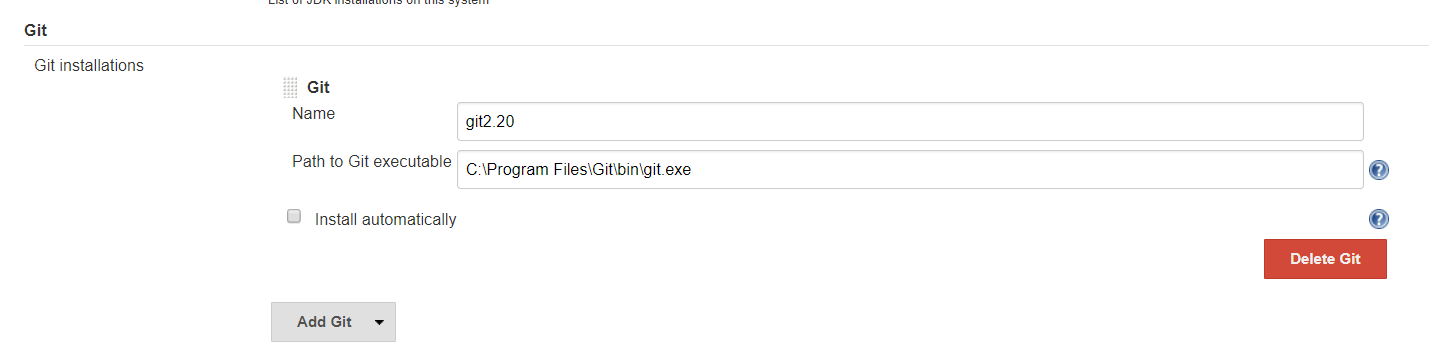 List of JDK installations on this system
Git
Git installations
Git
Name
git2.20
Path to Git executable
C:\Program Files\Git\bin\git.exe
?
Install automatically
?
Delete Git
Add Git